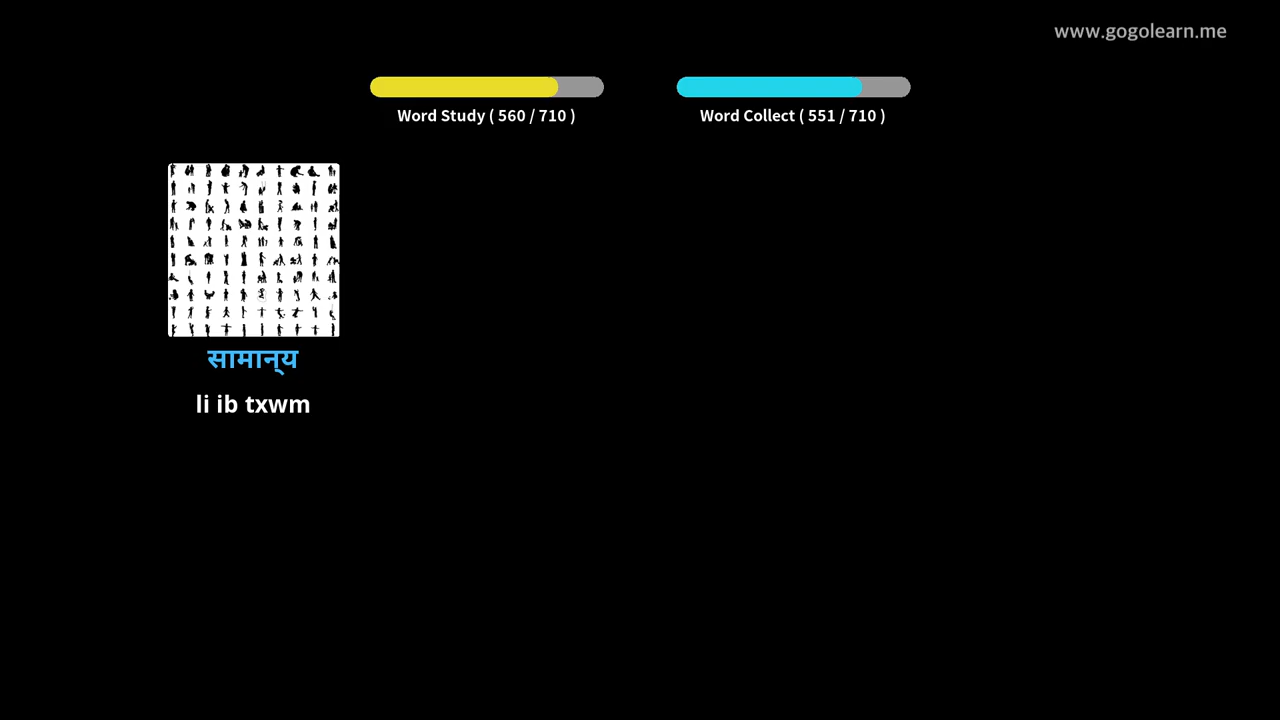 www.gogolearn.me
Word Study ( 560 / 710 )
Word Collect ( 551 / 710 )
सामान्य
li ib txwm